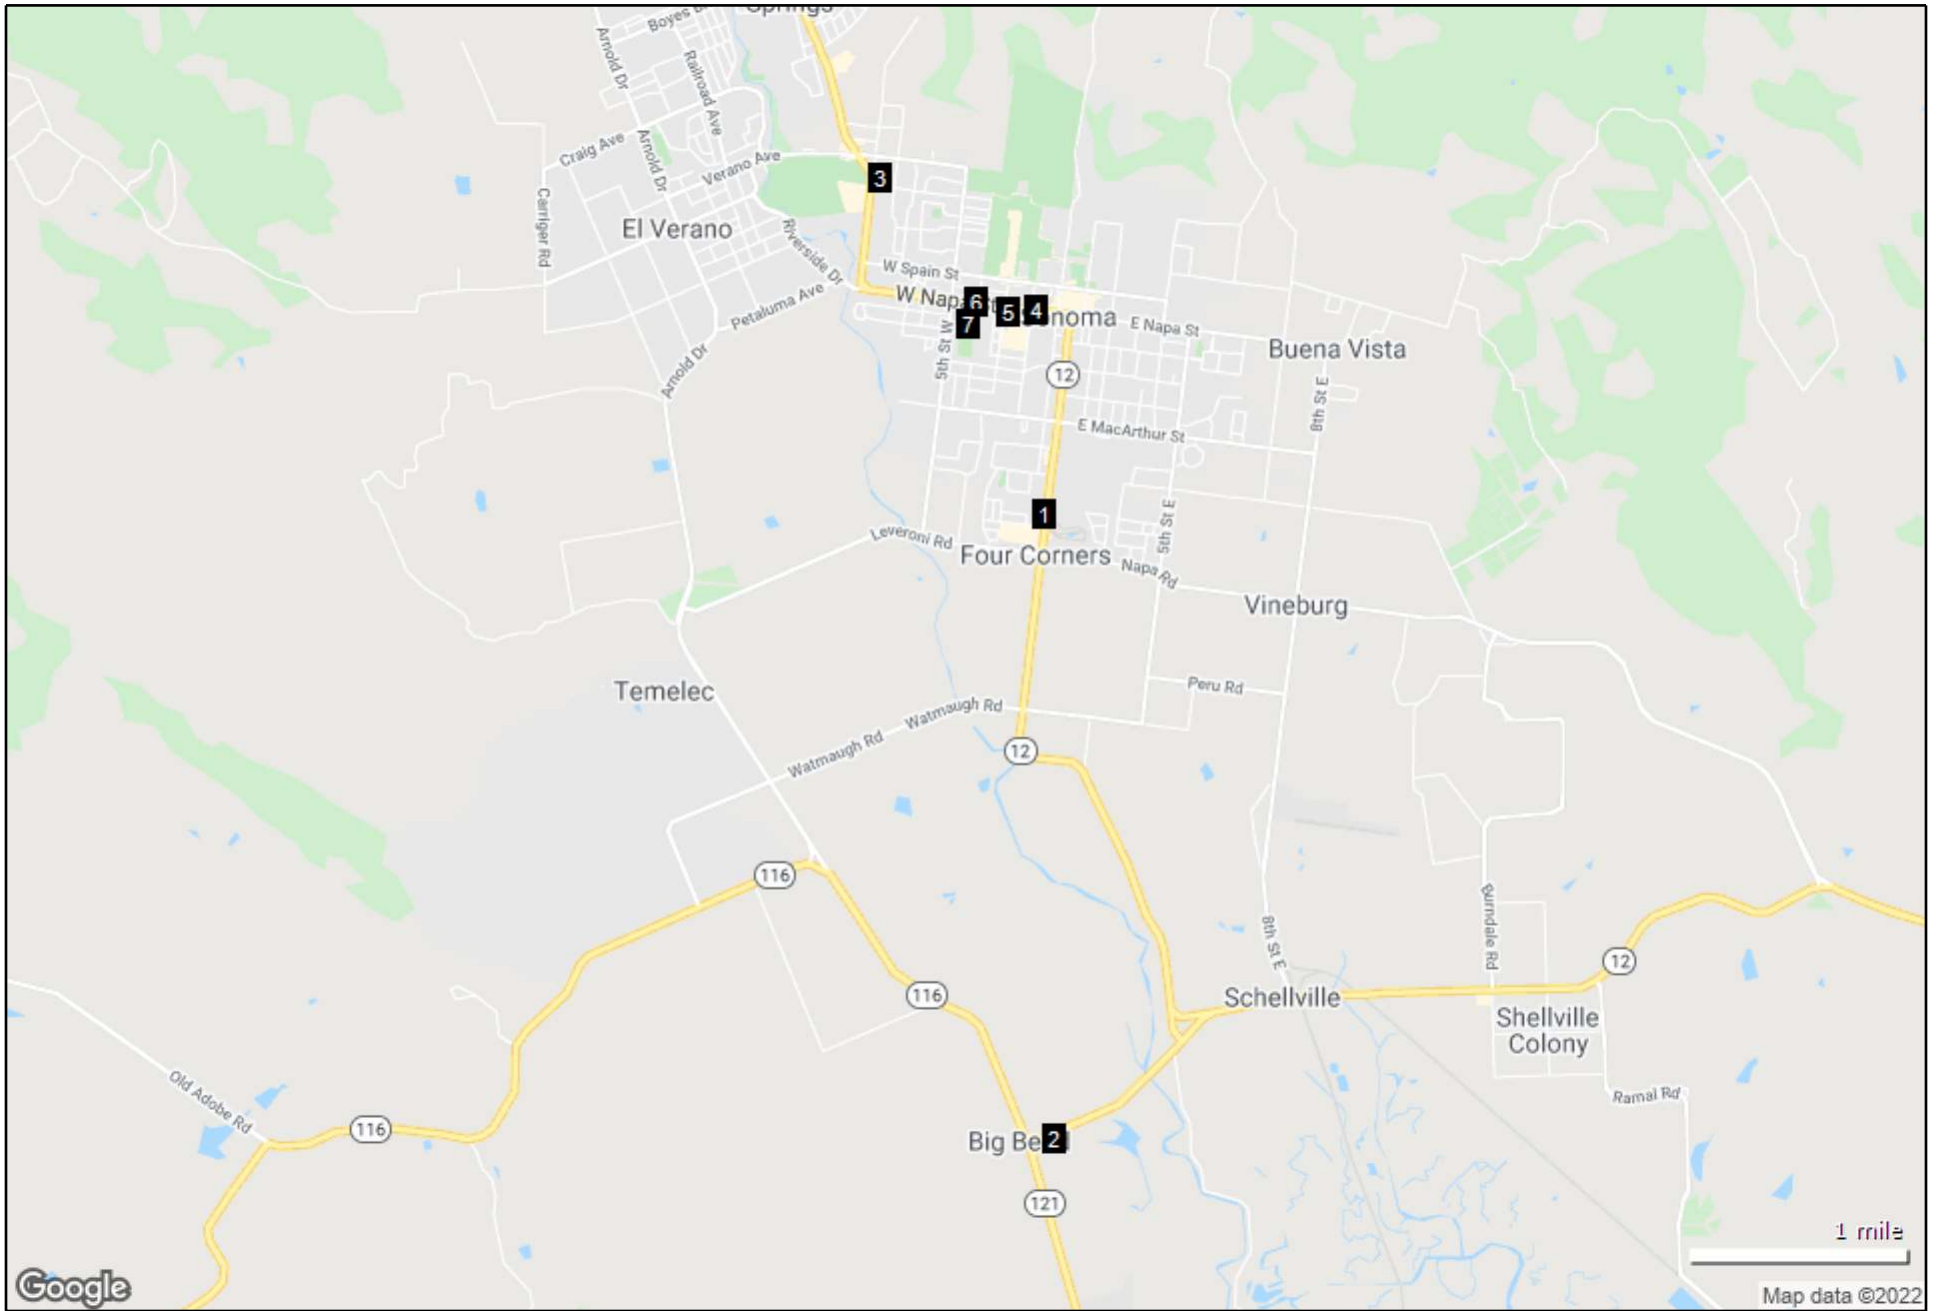 Springs
Boyes B
Arnold Dr
Railroad Ave
Craig Ave
Arnold Dr
Verano Ave
3
Carriger Rd
El Verano
Riverside Dr
W Spain St
W Napa St
6
5
4
Sonoma
7
E Napa St
Petaluma Ave
5th St W
Buena Vista
Arnold Dr
12
8th St E
E MacArthur St
1
5th St E
Leveroni Rd
Four Corners
Napa Rd
Vineburg
Temelec
Peru Rd
Watmaugh Rd
Watmaugh Rd
12
116
Burndale Rd
8th St E
12
116
Schellville
Shellville
Colony
Old Adobe Rd
Ramal Rd
116
Big Be
2
121
1 mile
Google
Map data ©2022